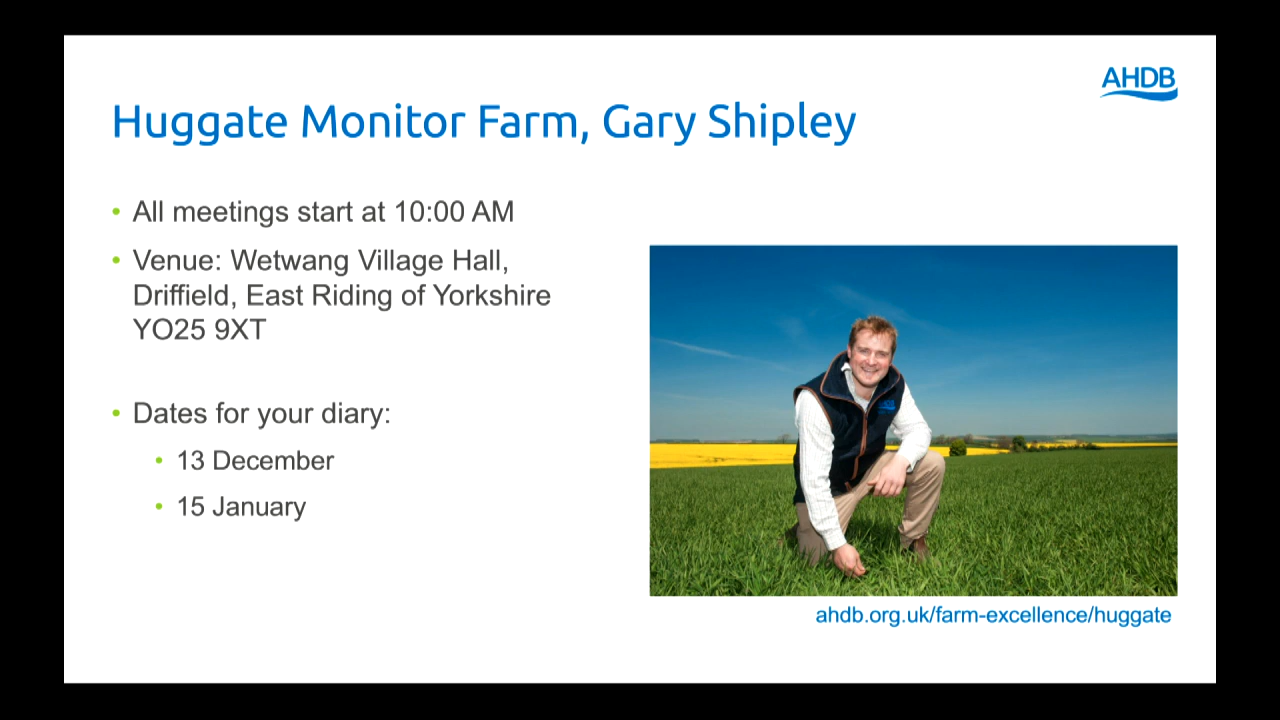 AHDB
Huggate Monitor Farm, Gary Shipley
• All meetings start at 10:00 AM
• Venue: Wetwang Village Hall,
Driffield, East Riding of Yorkshire
YO25 9XT
• Dates for your diary:
• 13 December
• 15 January
AHDB
ahdb.org.uk/farm-excellence/huggate